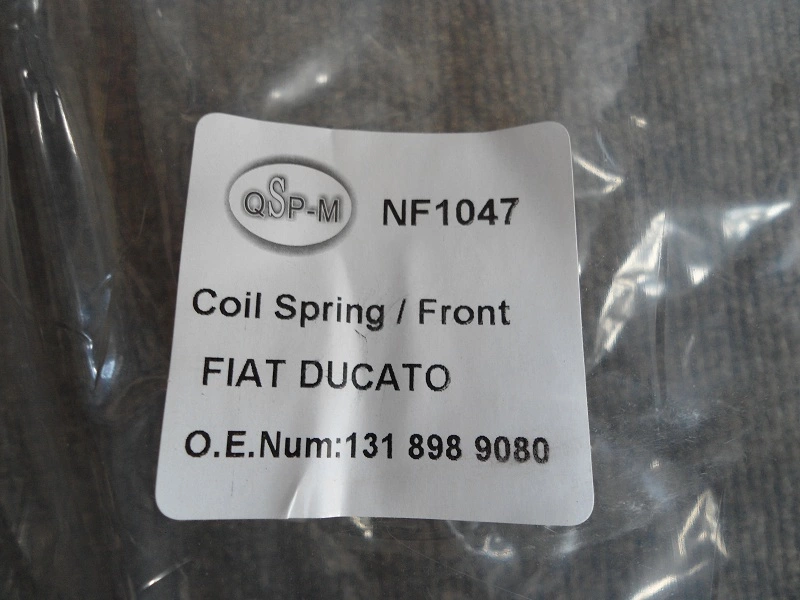 QSP-M NF1047
Coil Spring / Front
FIAT DUCATO
O.E.Num:131 898 9080